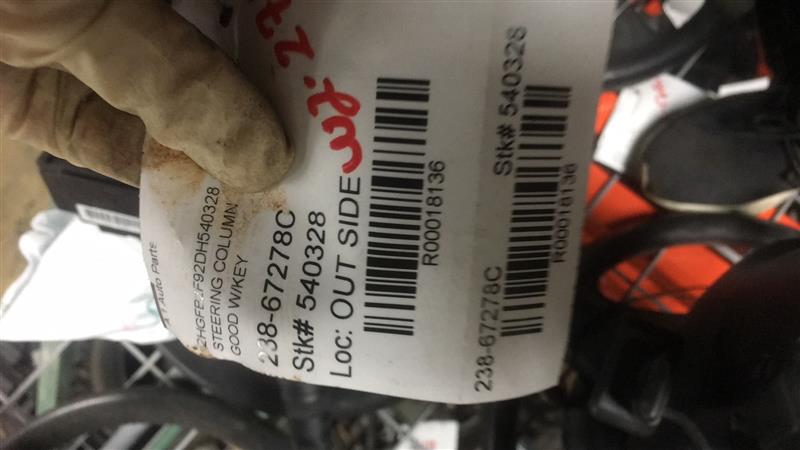 Auto Parts
STEERING COLUMN
GOOD W/KEY
238-67278C
Stk# 540328
Loc: OUT SIDE
R00018136
Stk# 540328
238-67278C
R00018136